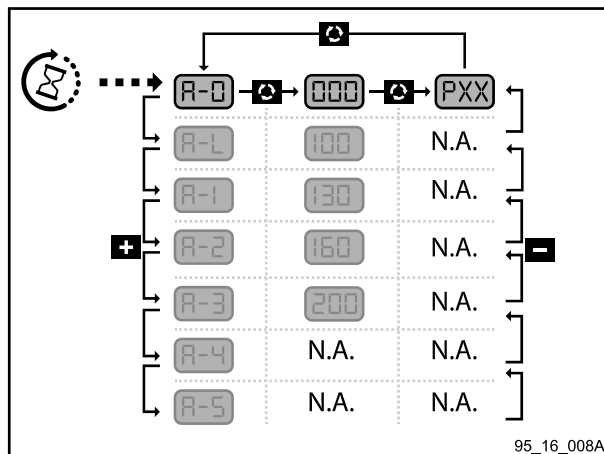 A-0 000 PXX
A-L 100 N.A.
A-1 130 N.A.
+ A-2 160 N.A. -
A-3 200 N.A.
A-4 N.A. N.A.
A-5 N.A. N.A.
95_16_008A